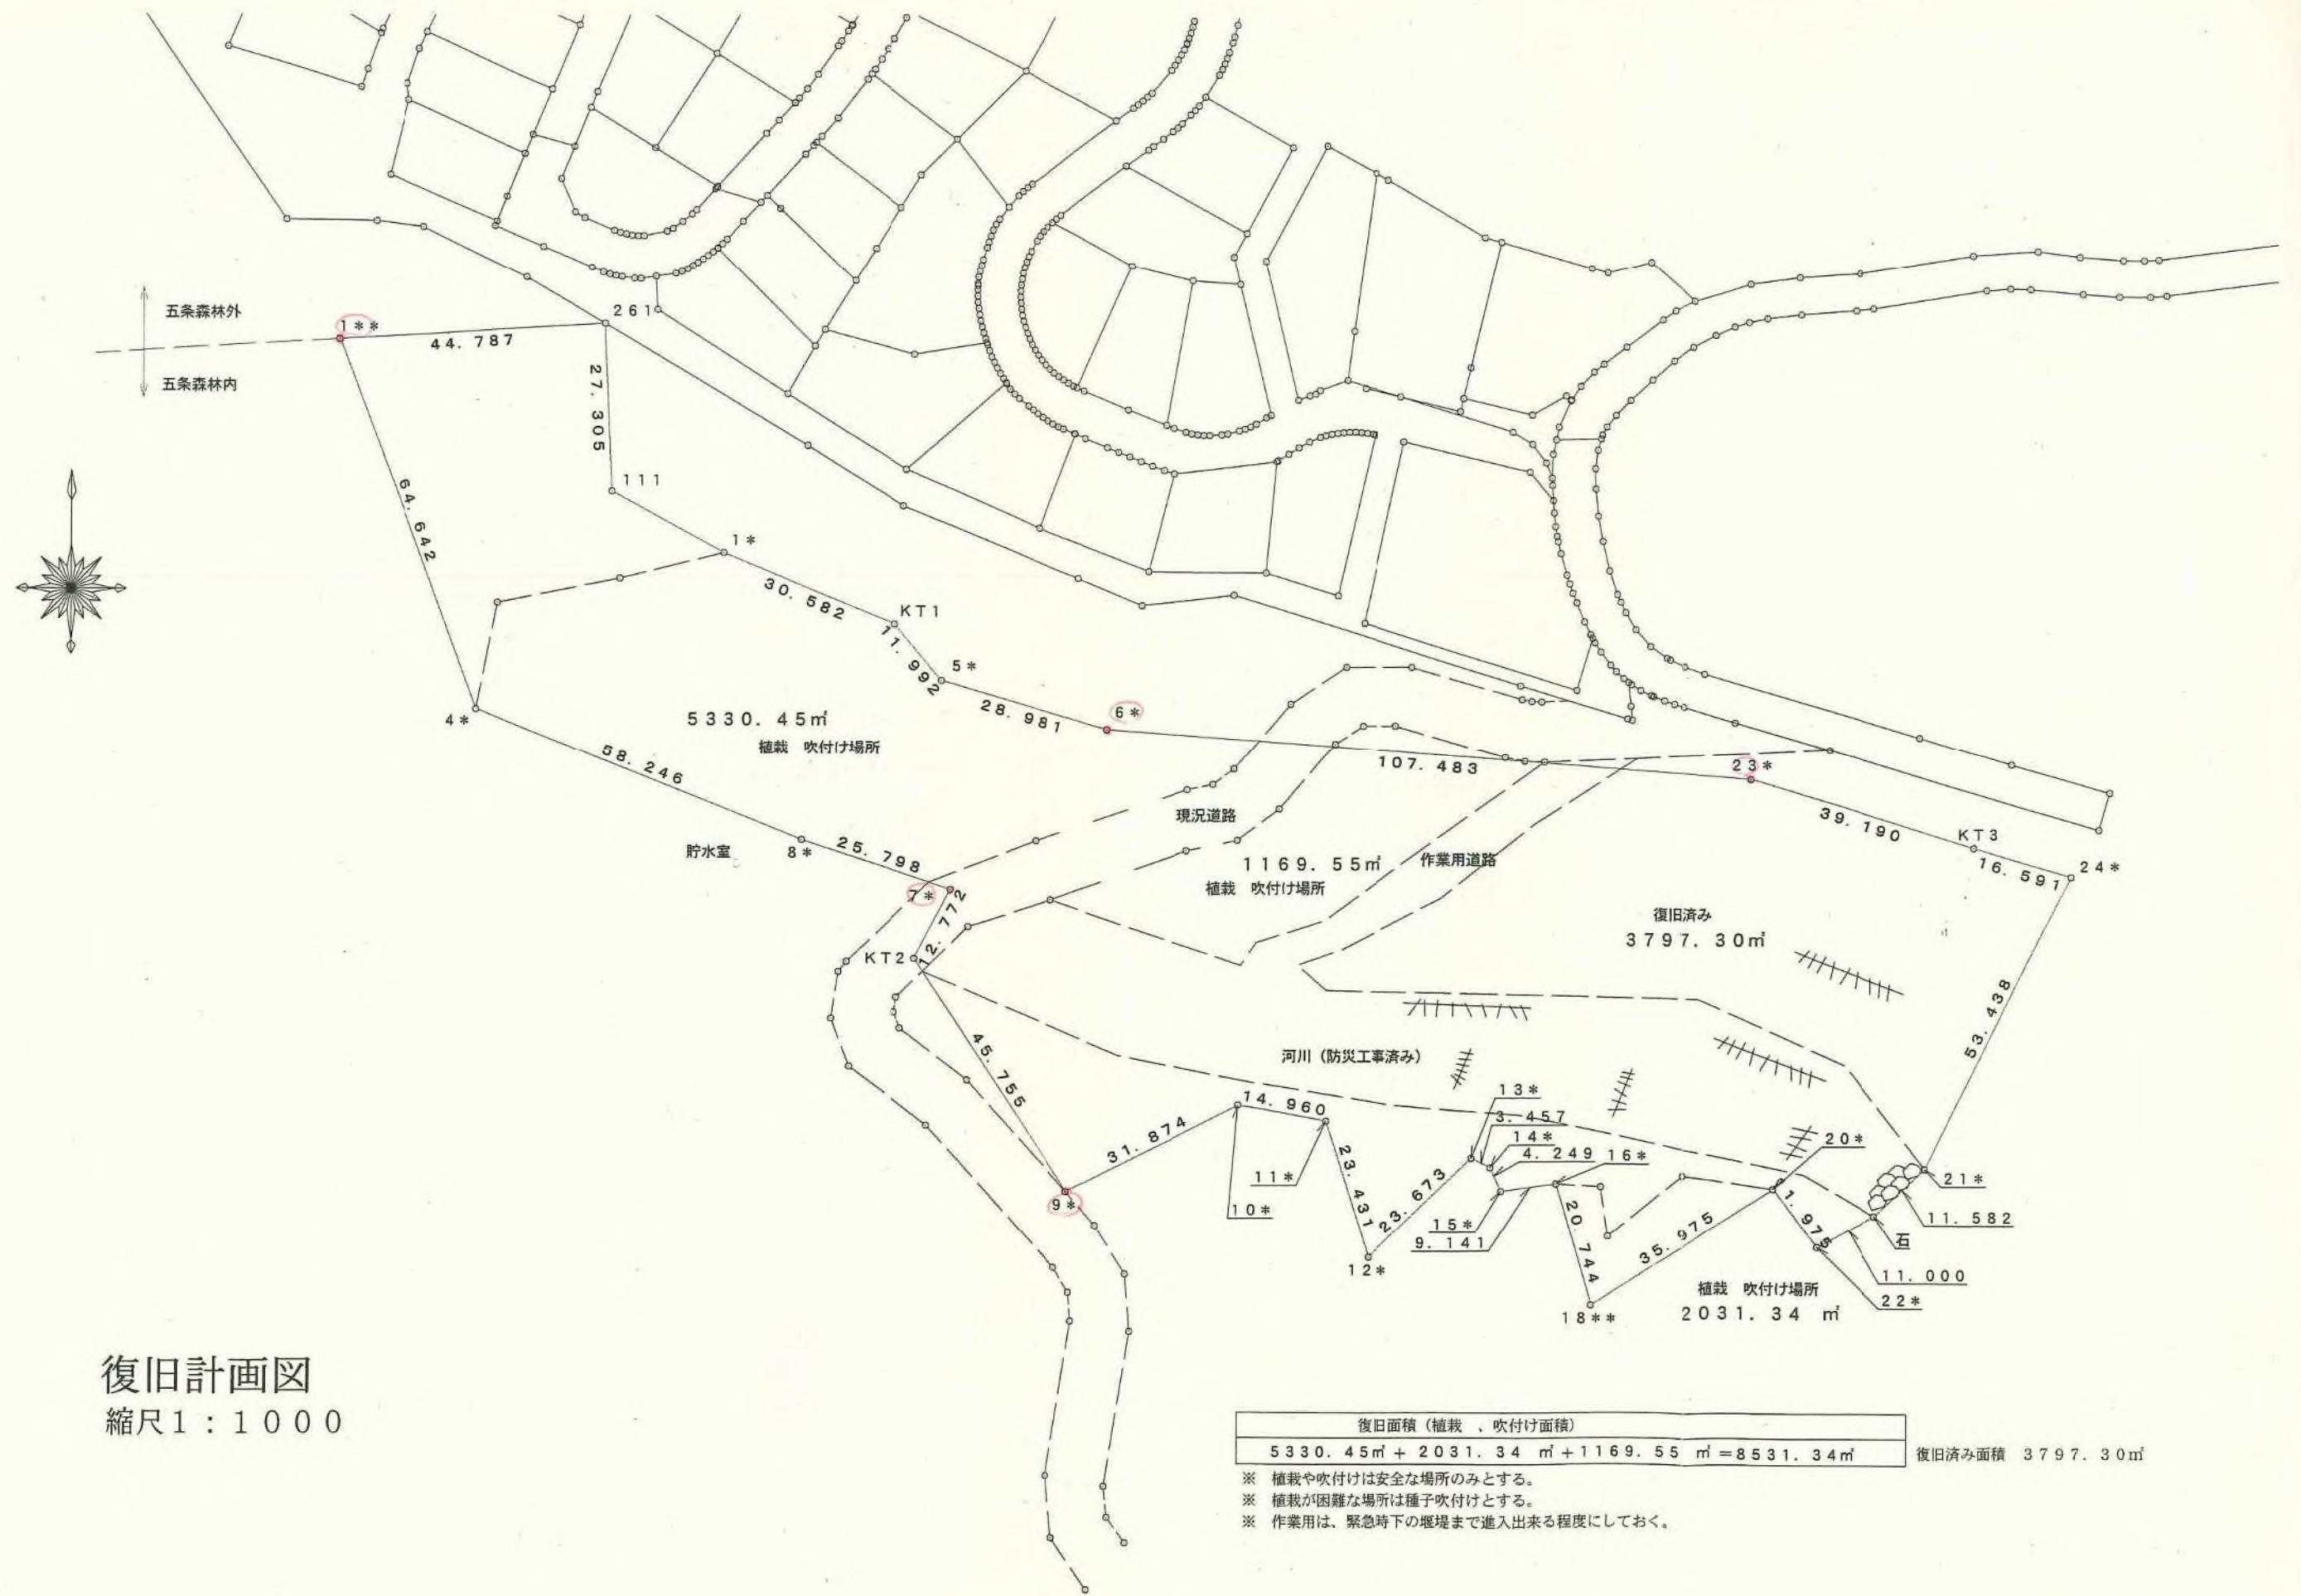 五条森林外
五条森林内
1**
44.787
261
27.305
111
64.642
1*
30.582
KT1
11.992
5*
28.981
6*
4*
5330.45㎡
植栽 吹付け場所
58.246
107.483
23*
39.190
KT3
16.591
24*
現況道路
貯水室
8*
25.798
7*
12.772
KT2
1169.55㎡
植栽 吹付け場所
作業用道路
復旧済み
3797.30㎡
53.438
45.755
河川(防災工事済み)
9*
31.874
14.960
10*
11*
23.431
12*
23.673
13*
3.457
14*
4.249
16*
15*
9.141
20.744
18**
35.975
20*
21*
11.582
石
11.000
22*
植栽 吹付け場所
2031.34 ㎡
復旧計画図
縮尺1:1000
復旧面積(植栽 、吹付け面積)
5330.45㎡+ 2031.34 ㎡+1169.55 ㎡=8531.34㎡
復旧済み面積 3797.30㎡
※ 植栽や吹付けは安全な場所のみとする。
※ 植栽が困難な場所は種子吹付けとする。
※ 作業用は、緊急時下の堰堤まで進入出来る程度にしておく。